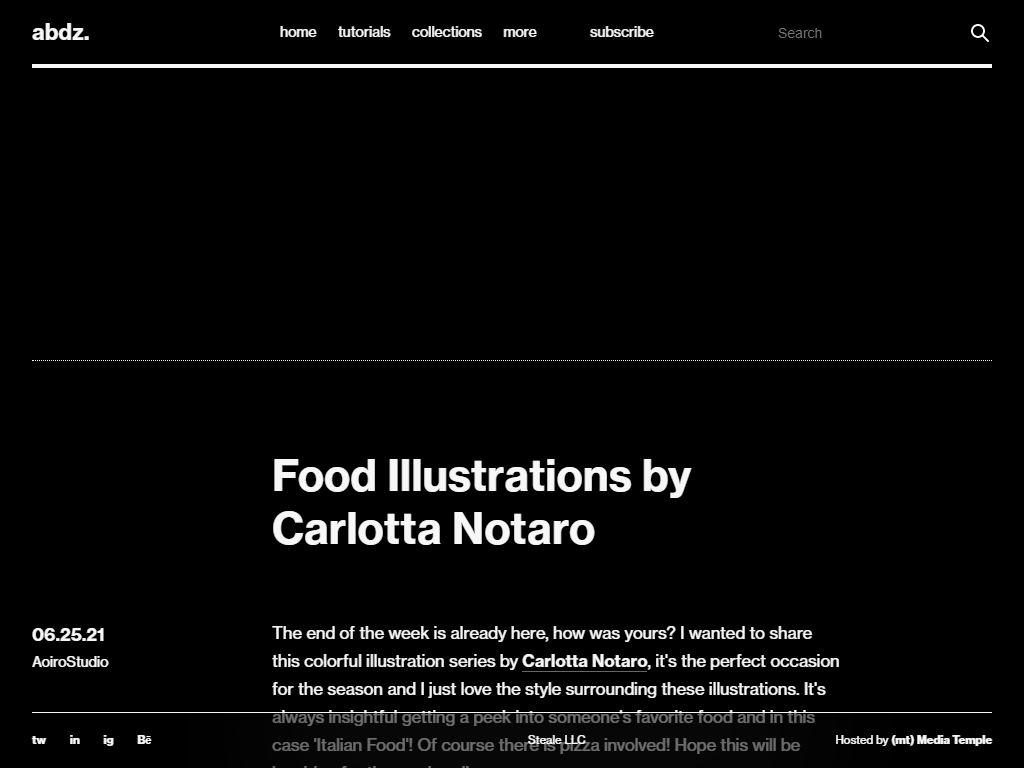 abdz.
home tutorials collections more subscribe Search
Food Illustrations by
Carlotta Notaro
06.25.21
AoiroStudio
The end of the week is already here, how was yours? I wanted to share
this colorful illustration series by Carlotta Notaro, it's the perfect occasion
for the season and I just love the style surrounding these illustrations. It's
always insightful getting a peek into someone's favorite food and in this
case 'Italian Food'! Of course there is pizza involved! Hope this will be
tw in ig Bē
Steale LLC
Hosted by (mt) Media Temple